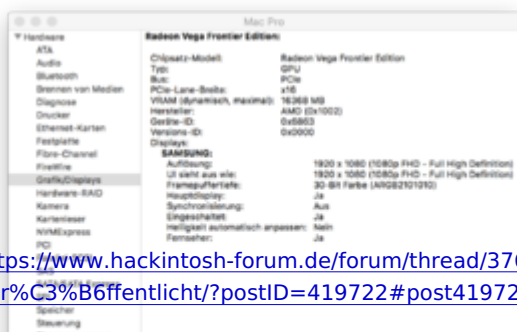 Mac Pro
Hardware
ATA
Audio
Bluetooth
Brennen von Medien
Diagnose
Drucker
Ethernet-Karten
Festplatte
Fibre-Channel
FireWire
Grafik/Displays
Hardware-RAID
Kamera
Kartenleser
NVMExpress
PCI
Speicher
Steuerung
Radeon Vega Frontier Edition:
Chipsatz-Modell: Radeon Vega Frontier Edition
Typ: GPU
Bus: PCIe
PCIe-Lane-Breite: x16
VRAM (dynamisch, maximal): 16368 MB
Hersteller: AMD (0x1002)
Geräte-ID: 0x6863
Versions-ID: 0x0000
Displays:
SAMSUNG:
Auflösung: 1920 x 1080 (1080p FHD - Full High Definition)
UI sieht aus wie: 1920 x 1080 (1080p FHD - Full High Definition)
Framepuffertiefe: 30-Bit Farbe (ARGB2101010)
Hauptdisplay: Ja
Synchronisierung: Aus
Eingeschaltet: Ja
Helligkeit automatisch anpassen: Nein
Fernseher: Ja
tps://www.hackintosh-forum.de/forum/thread/376
r%C3%B6ffentlicht/?postID=419722#post41972